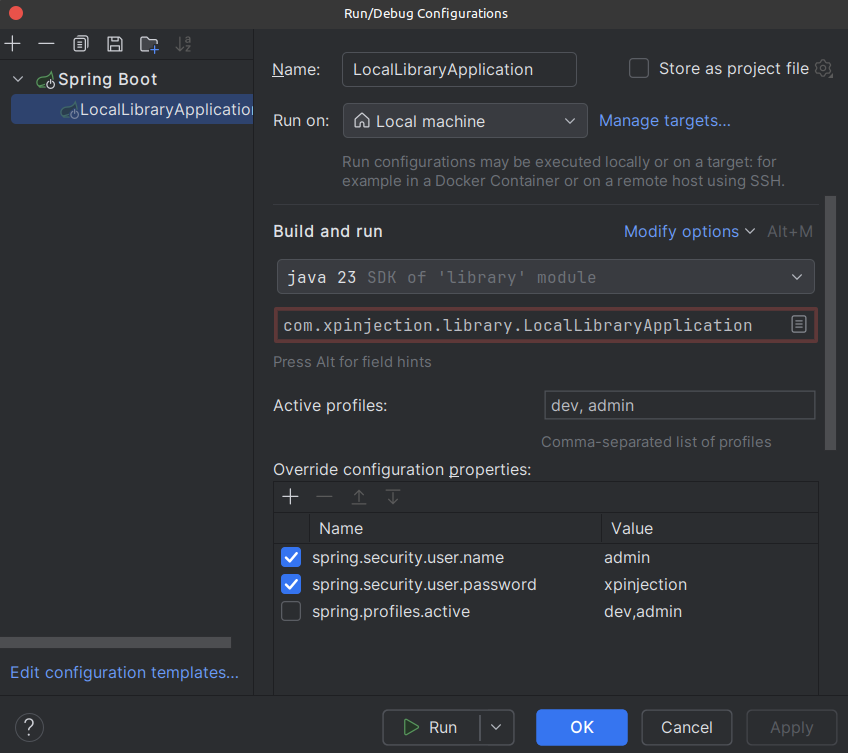 Run/Debug Configurations
Name:
LocalLibraryApplication
Store as project file
Spring Boot
LocalLibraryApplication
Run on:
Local machine
Manage targets...
Run configurations may be executed locally or on a target: for
example in a Docker Container or on a remote host using SSH.
Build and run
Modify options
Alt+M
java 23 SDK of 'library' module
com.xpinjection.library.LocalLibraryApplication
Press Alt for field hints
Active profiles:
dev, admin
Comma-separated list of profiles
Override configuration properties:
Name Value
spring.security.user.name admin
spring.security.user.password xpinjection
spring.profiles.active dev,admin
Edit configuration templates...
?
Run
OK
Cancel
Apply